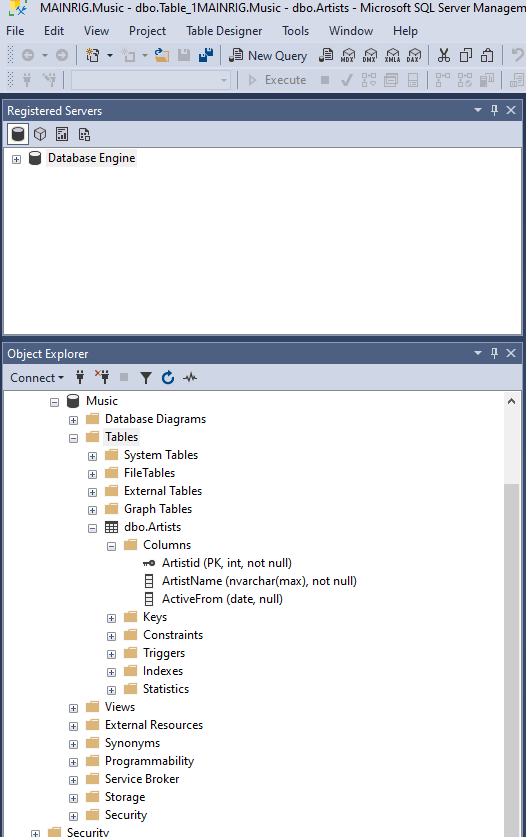 MAINRIG.Music - dbo.Table_1MAINRIG.Music - dbo.Artists - Microsoft SQL Server Managem
File Edit View Project Table Designer Tools Window Help
New Query MDX DMX XMLA DAX
Execute
Registered Servers
Database Engine
Object Explorer
Connect
Music
Database Diagrams
Tables
System Tables
FileTables
External Tables
Graph Tables
dbo.Artists
Columns
Artistid (PK, int, not null)
ArtistName (nvarchar(max), not null)
ActiveFrom (date, null)
Keys
Constraints
Triggers
Indexes
Statistics
Views
External Resources
Synonyms
Programmability
Service Broker
Storage
Security
Security